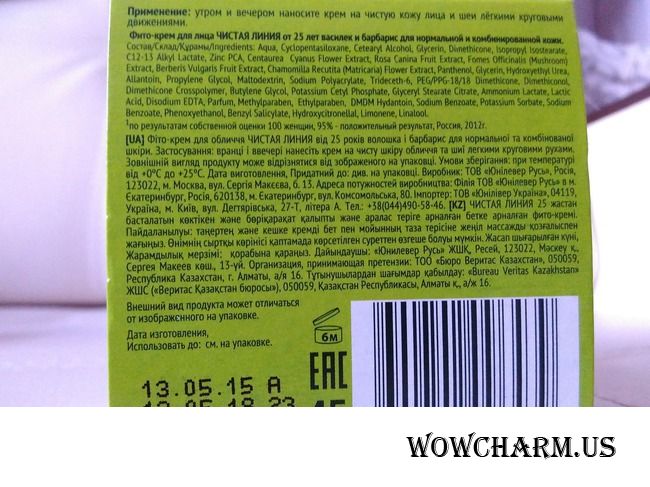 Применение: утром и вечером наносите крем на чистую кожу лица и шеи лёгкими круговыми
движениями.
Фито-крем для лица ЧИСТАЯ ЛИНИЯ от 25 лет василек и барбарис для нормальной и комбинированной кожи.
Состав/Склад/Құрамы/Ingredients: Aqua, Cyclopentasiloxane, Cetearyl Alcohol, Glycerin, Dimethicone, Isopropyl Isostearate,
C12-13 Alkyl Lactate, Zinc PCA, Centaurea Cyanus Flower Extract, Rosa Canina Fruit Extract, Fomes Officinalis (Mushroom)
Extract, Berberis Vulgaris Fruit Extract, Chamomilla Recutita (Matricaria) Flower Extract, Panthenol, Glycerin, Hydroxyethyl Urea,
Allantoin, Propylene Glycol, Maltodextrin, Sodium Polyacrylate, Trideceth-6, PEG/PPG-18/18 Dimethicone, Dimethiconol,
Dimethicone Crosspolymer, Butylene Glycol, Potassium Cetyl Phosphate, Glyceryl Stearate Citrate, Ammonium Lactate, Lactic
Acid, Disodium EDTA, Parfum, Methylparaben, Ethylparaben, DMDM Hydantoin, Sodium Benzoate, Potassium Sorbate, Sodium
Benzoate, Phenoxyethanol, Benzyl Salicylate, Hydroxycitronellal, Limonene, Linalool.
¹по результатам собственной оценки 100 женщин, 95% - положительный результат, Россия, 2012г.
[UA] Фіто-крем для обличчя ЧИСТАЯ ЛИНИЯ від 25 років волошка і барбарис для нормальної та комбінованої
шкіри. Застосування: вранці і ввечері нанесіть крем на чисту шкіру обличчя та шиї легкими круговими рухами.
Зовнішній вигляд продукту може відрізнятися від зображеного на упаковці. Умови зберігання: при температурі
від +0°С до +25°С. Дата виготовлення, Придатний до: див. на упаковці. Виробник: ТОВ «Юнілевер Русь», Росія,
123022, м. Москва, вул. Сергія Макєєва, б. 13. Адреса потужностей виробництва: Філія ТОВ «Юнілевер Русь» в м.
Єкатеринбург, Росія, 620138, м. Єкатеринбург, вул. Комсомольська, 80. Імпортер: ТОВ «Юнілівер Україна», 04119,
Україна, м. Київ, вул. Дегтярівська, 27-Т, літера А. Тел.: +38(044)490-58-46. [KZ] ЧИСТАЯ ЛИНИЯ 25 жастан
басталатын көктікен және бөріқарақат қалыпты және аралас теріге арналған бетке арналған фито-кремі.
Пайдаланылуы: таңертең және кешке кремді бет пен мойынның таза терісіне жеңіл массажды қозғалыспен
жағыңыз. Өнімнің сыртқы көрінісі қаптамада көрсетілген суреттен өзгеше болуы мүмкін. Жасап шығарылған күні,
Жарамдылық мерзімі: қорабына қараңыз. Дайындаушы: «Юнилевер Русь» ЖШҚ, Ресей, 123022, Маскеу қ.,
Сергея Макеев көш, 13-үй. Организация, принимающая претензии: ТОО «Бюро Веритас Казахстан», 050059,
Республика Казахстан, г. Алматы, а/я 16. Тұтынушылардан шағымдар қабылдау: «Bureau Veritas Kazakhstan»
ЖШС («Веритас Қазақстан бюросы»), 050059, Қазақстан Республикасы, Алматы қ., а/ж 16.
Внешний вид продукта может отличаться
от изображенного на упаковке.
Дата изготовления,
Использовать до: см. на упаковке.
6м
EAC
13.05.15 A
WOWCHARM.US